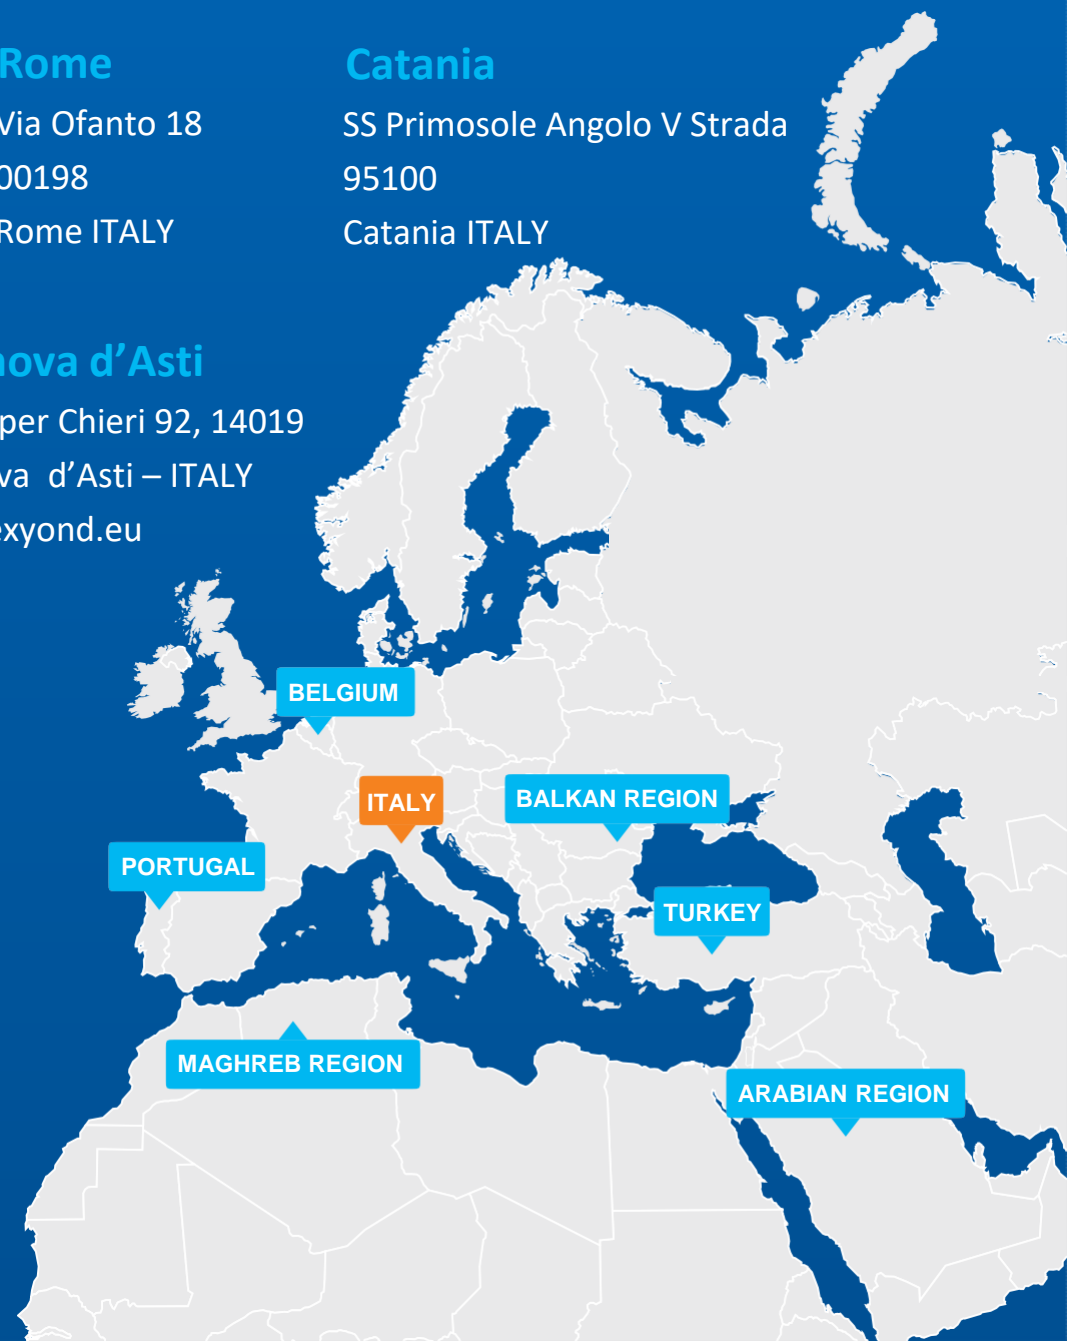 Rome
Via Ofanto 18
00198
Rome ITALY
Catania
SS Primosole Angolo V Strada
95100
Catania ITALY
nova d’Asti
per Chieri 92, 14019
va d’Asti – ITALY
exyond.eu
BELGIUM
ITALY
BALKAN REGION
PORTUGAL
TURKEY
MAGHREB REGION
ARABIAN REGION